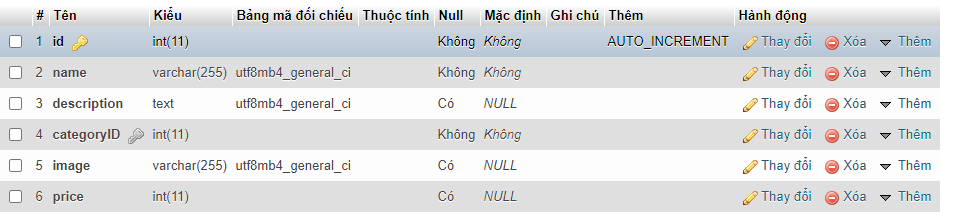 # Tên Kiểu Bảng mã đối chiếu Thuộc tính Null Mặc định Ghi chú Thêm Hành động
1 id int(11) Không Không AUTO_INCREMENT Thay đổi Xóa Thêm
2 name varchar(255) utf8mb4_general_ci Không Không Thay đổi Xóa Thêm
3 description text utf8mb4_general_ci Có NULL Thay đổi Xóa Thêm
4 categoryID int(11) Không Không Thay đổi Xóa Thêm
5 image varchar(255) utf8mb4_general_ci Có NULL Thay đổi Xóa Thêm
6 price int(11) Có NULL Thay đổi Xóa Thêm